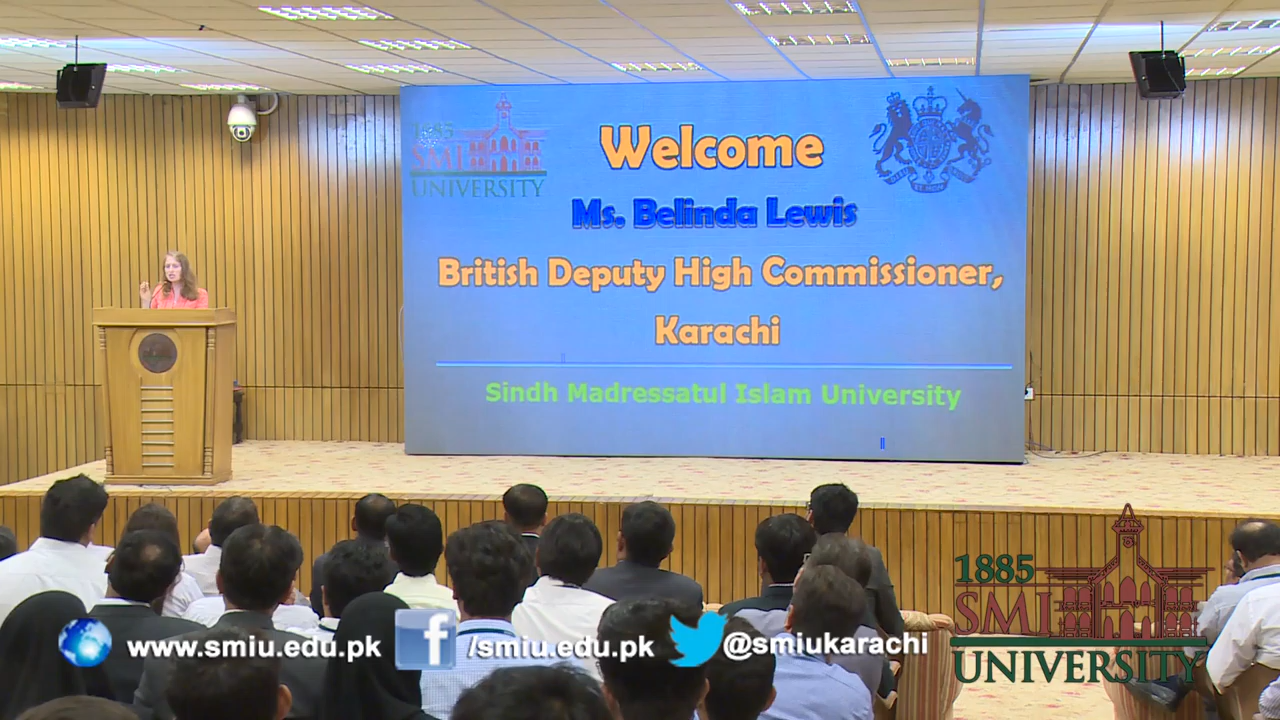 1885
SMI
UNIVERSITY
Welcome
Ms. Belinda Lewis
British Deputy High Commissioner,
Karachi
Sindh Madressatul Islam University
www.smiu.edu.pk
f
/smiu.edu.pk
@smiukarachi
1885
SMI
UNIVERSITY